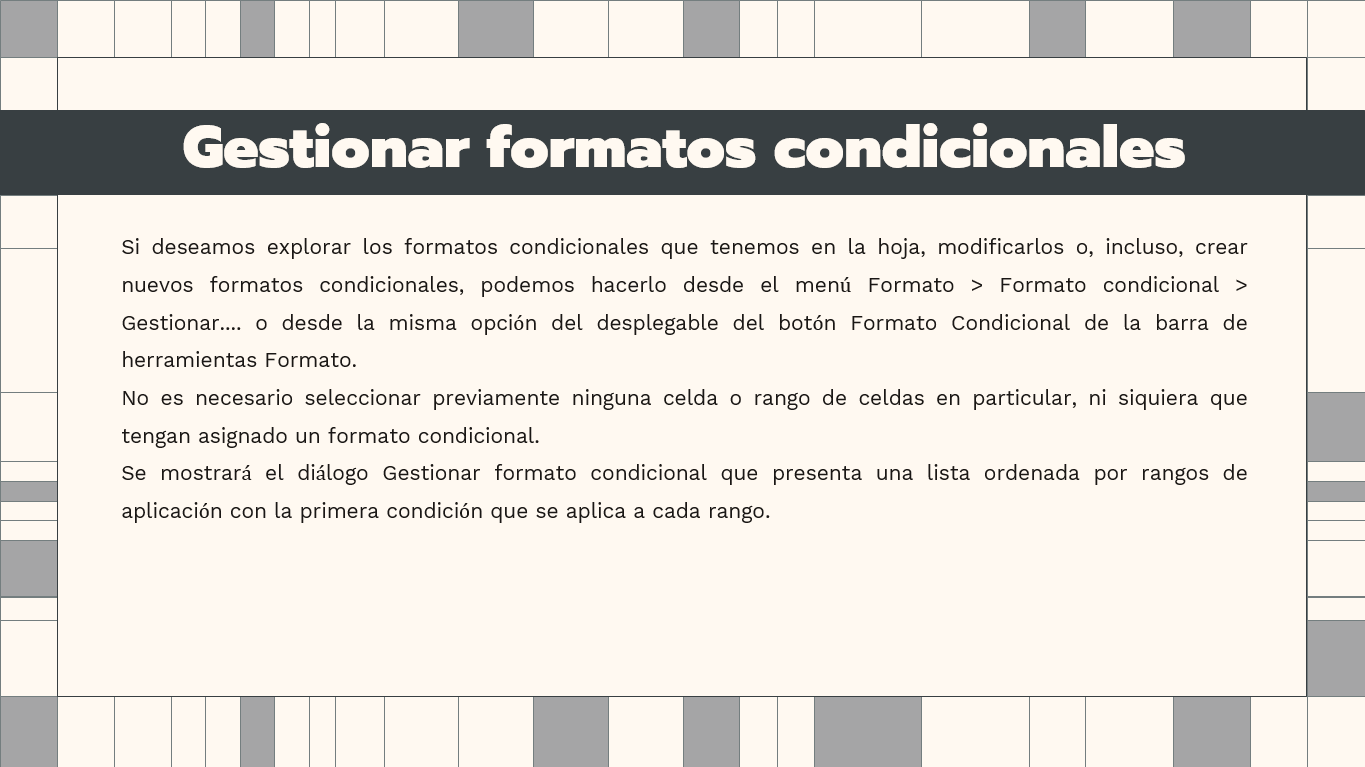 Gestionar formatos condicionales
Si deseamos explorar los formatos condicionales que tenemos en la hoja, modificarlos o, incluso, crear
nuevos formatos condicionales, podemos hacerlo desde el menú Formato > Formato condicional >
Gestionar.... o desde la misma opción del desplegable del botón Formato Condicional de la barra de
herramientas Formato.
No es necesario seleccionar previamente ninguna celda o rango de celdas en particular, ni siquiera que
tengan asignado un formato condicional.
Se mostrará el diálogo Gestionar formato condicional que presenta una lista ordenada por rangos de
aplicación con la primera condición que se aplica a cada rango.